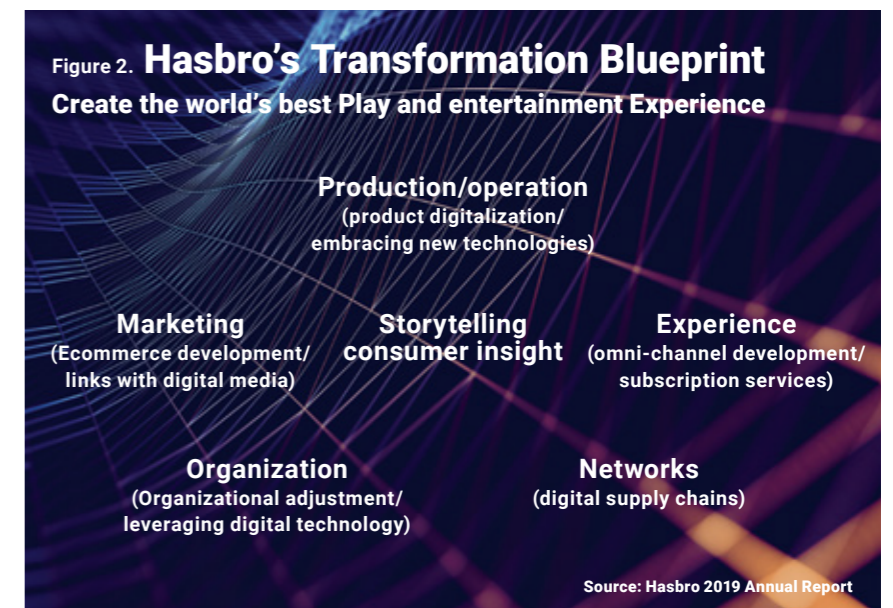 Figure 2. Hasbro's Transformation Blueprint
Create the world's best Play and entertainment Experience
Production/operation
(product digitalization/
embracing new technologies)
Marketing
(Ecommerce development/
links with digital media)
Storytelling
consumer insight
Experience
(omni-channel development/
subscription services)
Organization
(Organizational adjustment/
leveraging digital technology)
Networks
(digital supply chains)
Source: Hasbro 2019 Annual Report